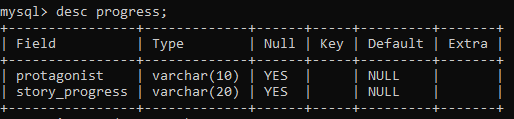 mysql> desc progress;
+----------------+-------------+------+-----+---------+-------+
| Field          | Type        | Null | Key | Default | Extra |
+----------------+-------------+------+-----+---------+-------+
| protagonist    | varchar(10) | YES  |     | NULL    |       |
| story_progress | varchar(20) | YES  |     | NULL    |       |
+----------------+-------------+------+-----+---------+-------+